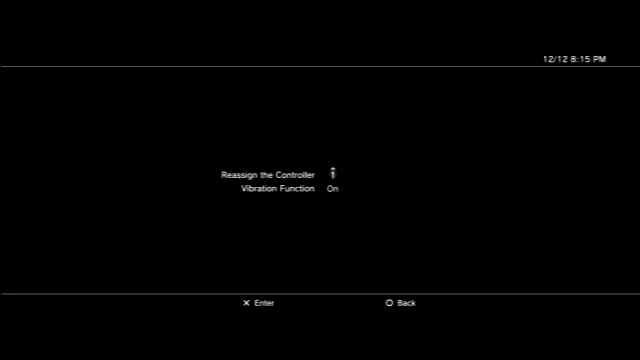 12/12 8:15 PM
Reassign the Controller
Vibration Function On
Enter Back